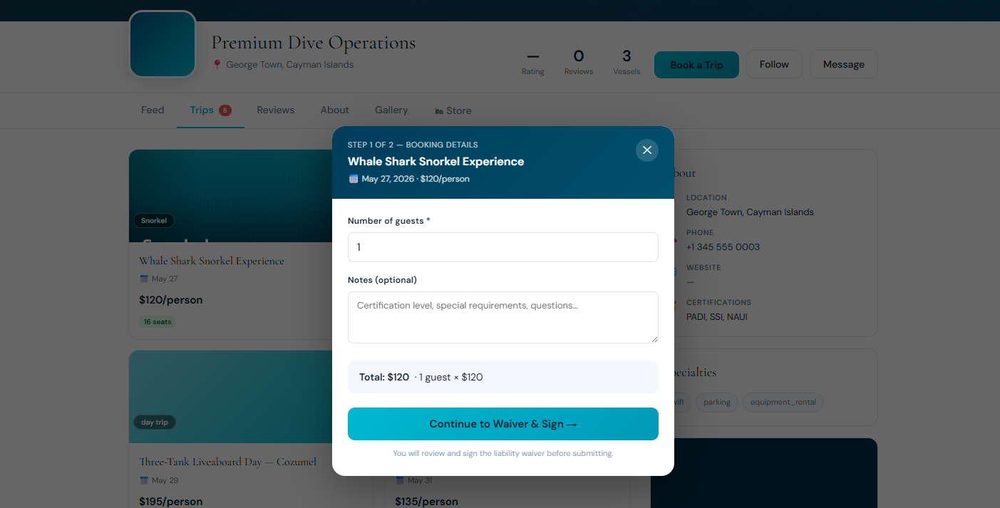 Premium Dive Operations
George Town, Cayman Islands
—
Rating
0
Reviews
3
Vessels
Book a Trip
Follow
Message
Feed
Trips 5
Reviews
About
Gallery
Store
STEP 1 OF 2 — BOOKING DETAILS
Whale Shark Snorkel Experience
May 27, 2026 · $120/person
Number of guests *
1
Notes (optional)
Certification level, special requirements, questions...
Total: $120 · 1 guest × $120
Continue to Waiver & Sign →
You will review and sign the liability waiver before submitting.
Snorkel
Whale Shark Snorkel Experience
May 27
$120/person
16 seats
day trip
Three-Tank Liveaboard Day — Cozumel
May 29
$195/person
May 31
$135/person
bout
LOCATION
George Town, Cayman Islands
PHONE
+1 345 555 0003
WEBSITE
—
CERTIFICATIONS
PADI, SSI, NAUI
pecialties
wifi
parking
equipment_rental